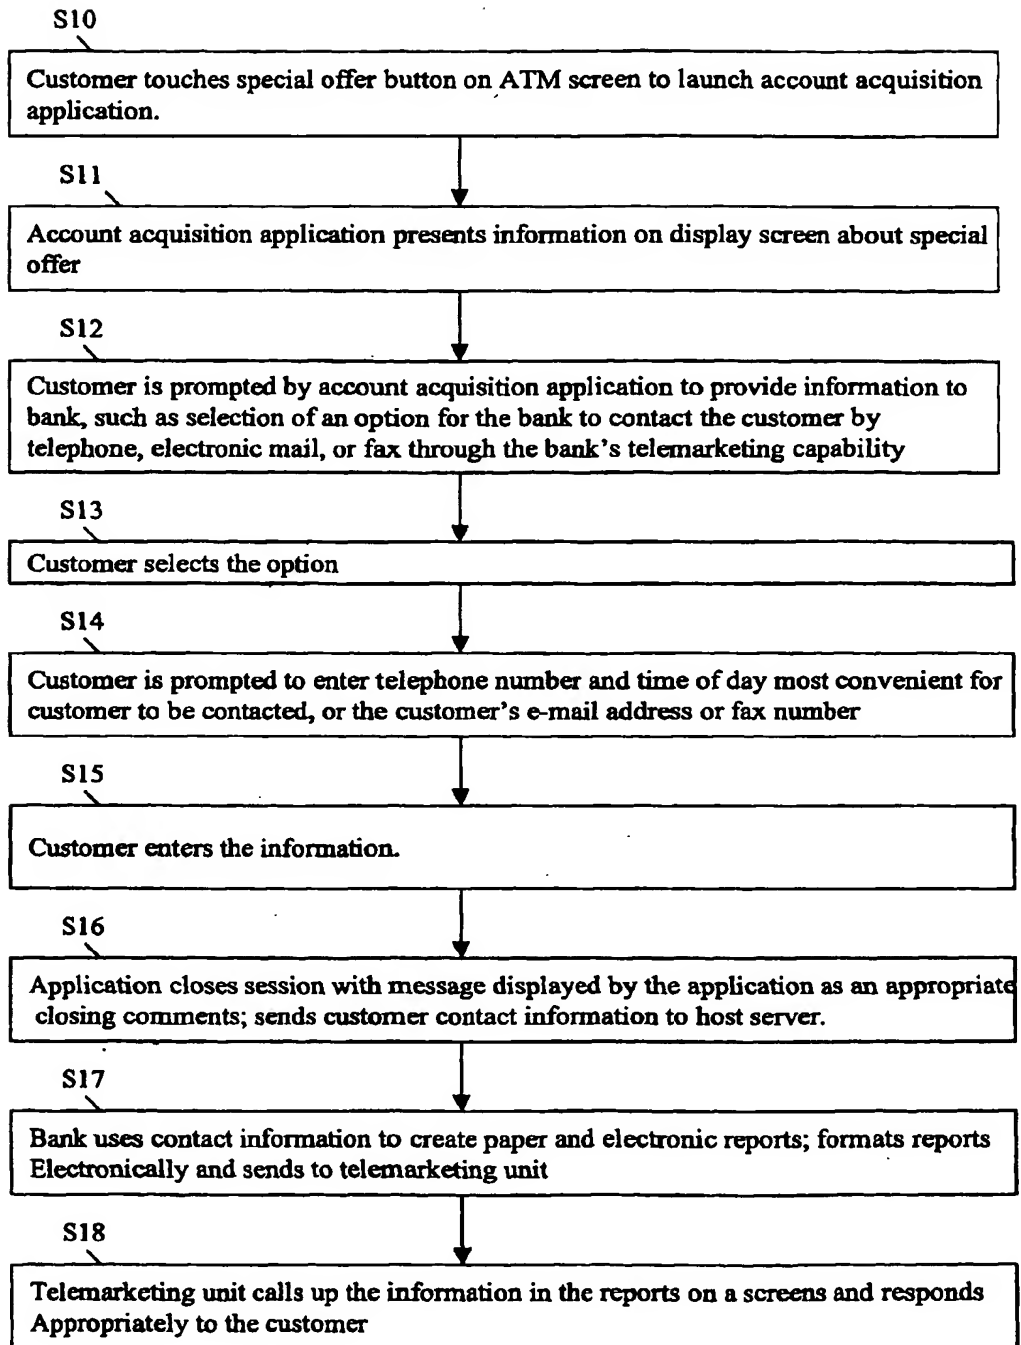 S10
Customer touches special offer button on ATM screen to launch account acquisition
application.
S11
Account acquisition application presents information on display screen about special
offer
S12
Customer is prompted by account acquisition application to provide information to
bank, such as selection of an option for the bank to contact the customer by
telephone, electronic mail, or fax through the bank's telemarketing capability
S13
Customer selects the option
S14
Customer is prompted to enter telephone number and time of day most convenient for
customer to be contacted, or the customer's e-mail address or fax number
S15
Customer enters the information.
S16
Application closes session with message displayed by the application as an appropriate
closing comments; sends customer contact information to host server.
S17
Bank uses contact information to create paper and electronic reports; formats reports
Electronically and sends to telemarketing unit
S18
Telemarketing unit calls up the information in the reports on a screens and responds
Appropriately to the customer